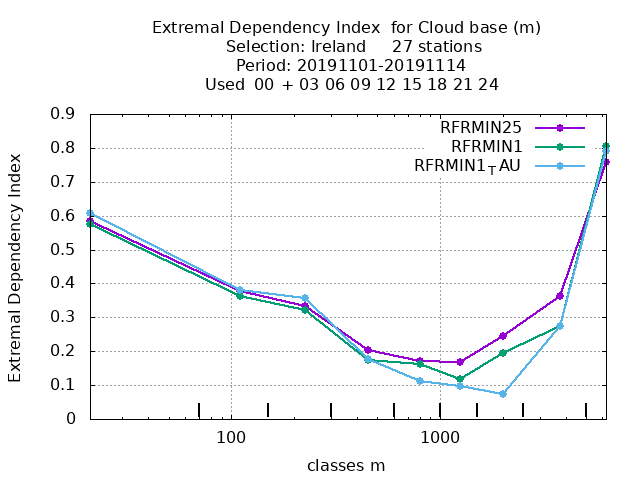 Extremal Dependency Index  for Cloud base (m)
Selection: Ireland     27 stations
Period: 20191101-20191114
Used  00 + 03 06 09 12 15 18 21 24
RFRMIN25
RFRMIN1
RFRMIN1TAU
0.9
0.8
0.7
0.6
0.5
0.4
0.3
0.2
0.1
0
Extremal Dependency Index
100
1000
classes m